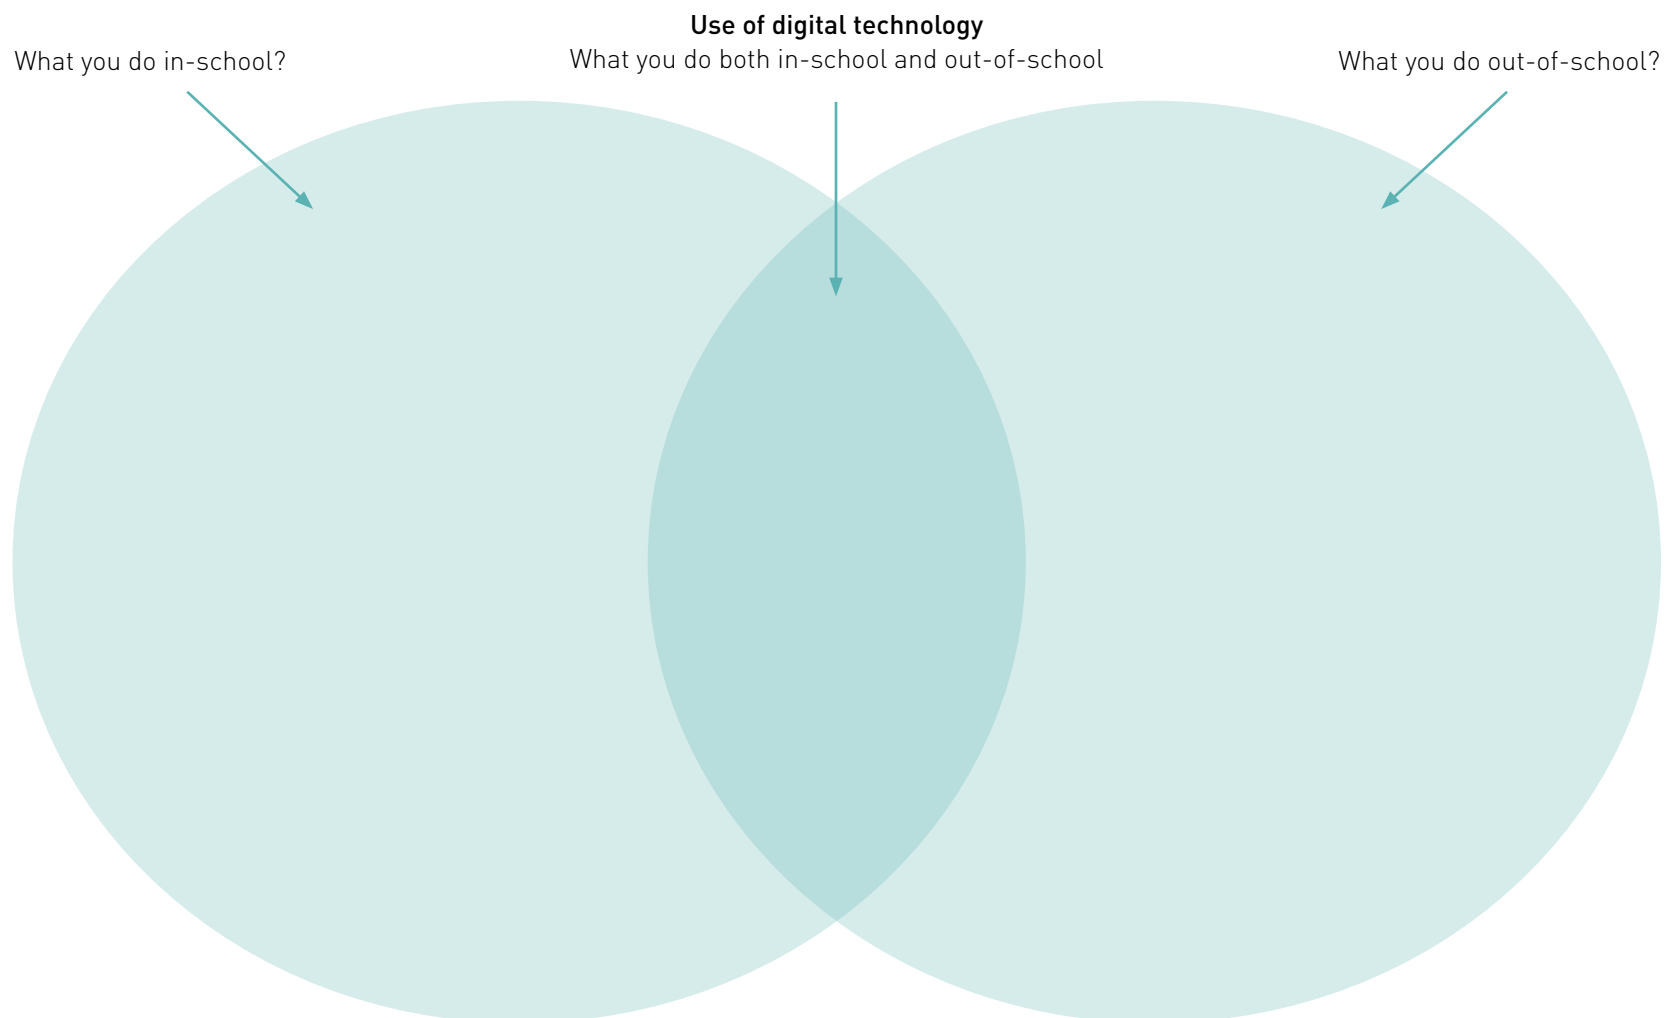 Use of digital technology
What you do in-school?
What you do both in-school and out-of-school
What you do out-of-school?